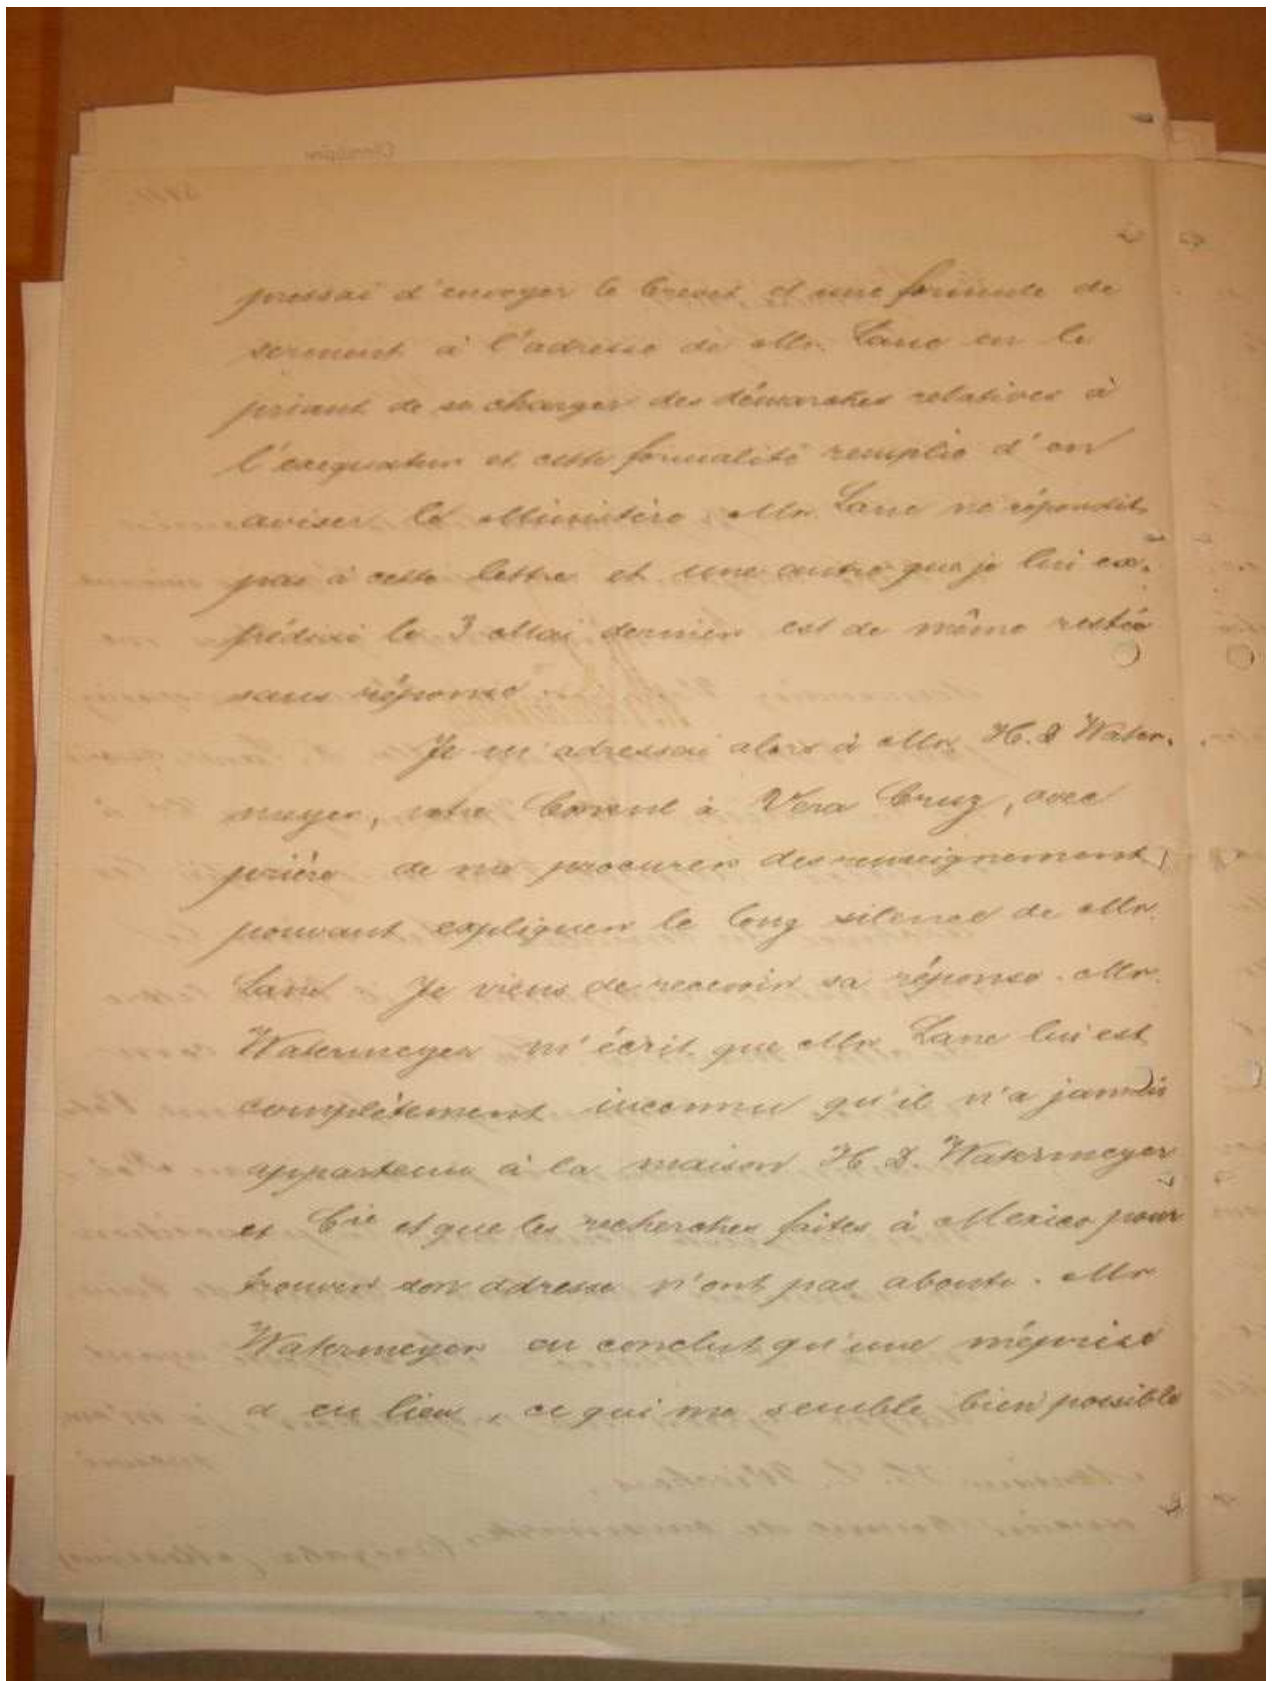 pressai d'envoyer le brevet et une formule de
serment à l'adresse de Mr. Lane en le
priant de se charger des démarches relatives à
l'exequatur et cette formalité remplie d'en
aviser le Ministère. Mr. Lane ne répondit
pas à cette lettre et une autre que je lui ex-
pédiai le 3 Mai dernier est de même restée
sans réponse
Je m'adressai alors à Mr. H. D Water-
meyer, notre Consul à Vera Cruz, avec
prière de me procurer des renseignements
pouvant expliquer le long silence de Mr.
Lane Je viens de recevoir sa réponse. Mr.
Watermeyer m'écrit que Mr. Lane lui est
complètement inconnu qu'il n'a jamais
appartenu à la maison H. D. Watermeyer
et Cie et que les recherches faites à Mexico pour
trouver son adresse n'ont pas abouti. Mr
Watermeyer en conclut qu'une méprise
a eu lieu, ce qui me semble bien possible